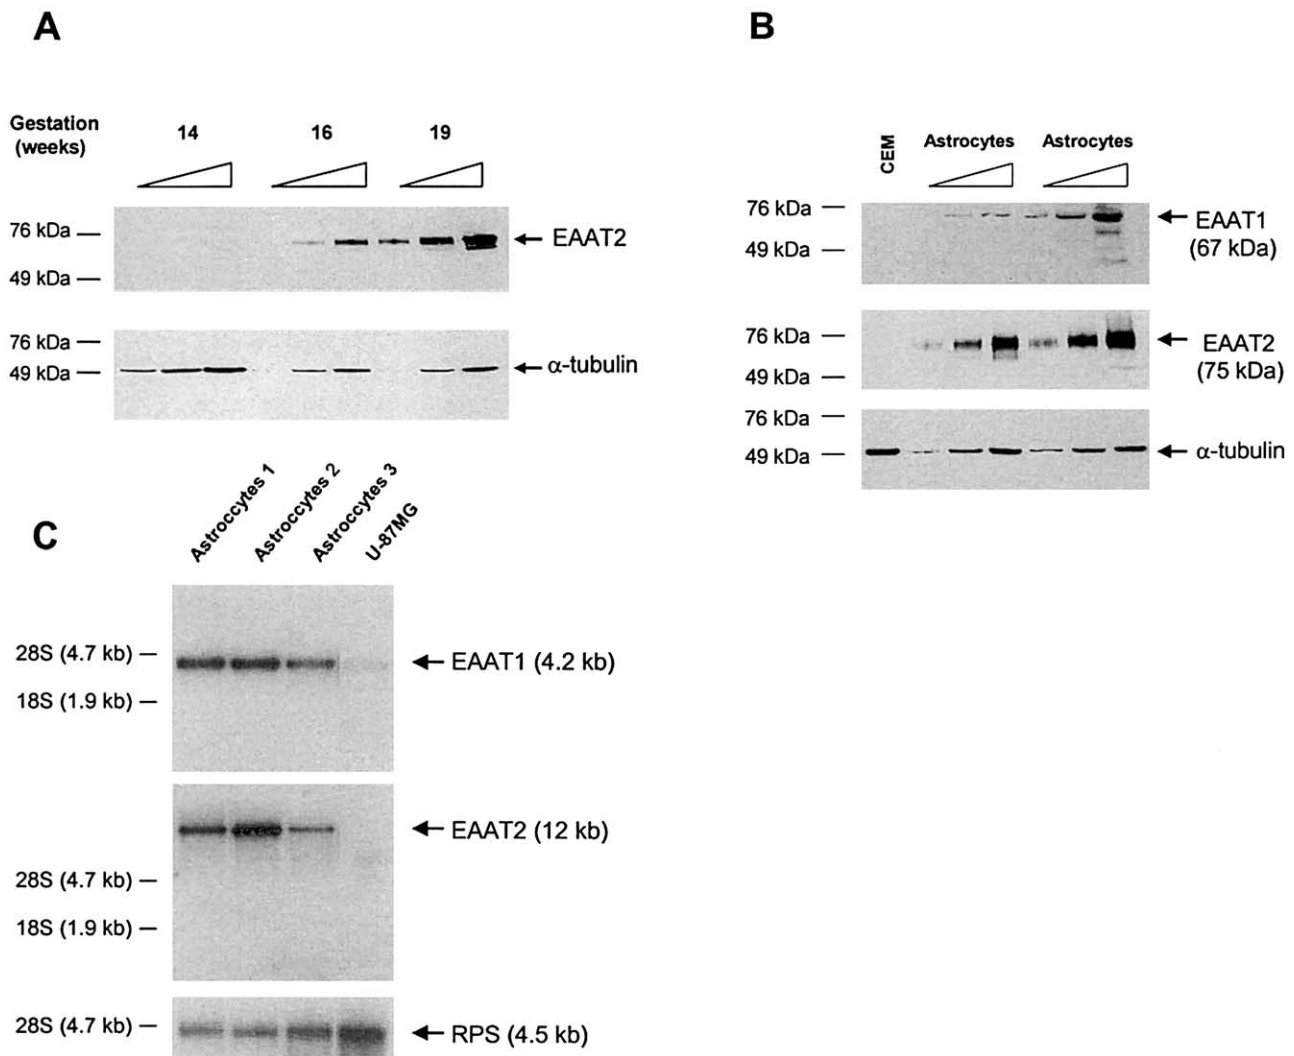 A
Gestation
(weeks)
14
16
19
76 kDa
49 kDa
EAAT2
76 kDa
49 kDa
α-tubulin
B
CEM
Astrocytes
Astrocytes
76 kDa
49 kDa
EAAT1
(67 kDa)
76 kDa
49 kDa
EAAT2
(75 kDa)
76 kDa
49 kDa
α-tubulin
C
Astroccytes 1
Astroccytes 2
Astroccytes 3
U-87MG
28S (4.7 kb)
18S (1.9 kb)
EAAT1 (4.2 kb)
EAAT2 (12 kb)
28S (4.7 kb)
18S (1.9 kb)
28S (4.7 kb)
RPS (4.5 kb)